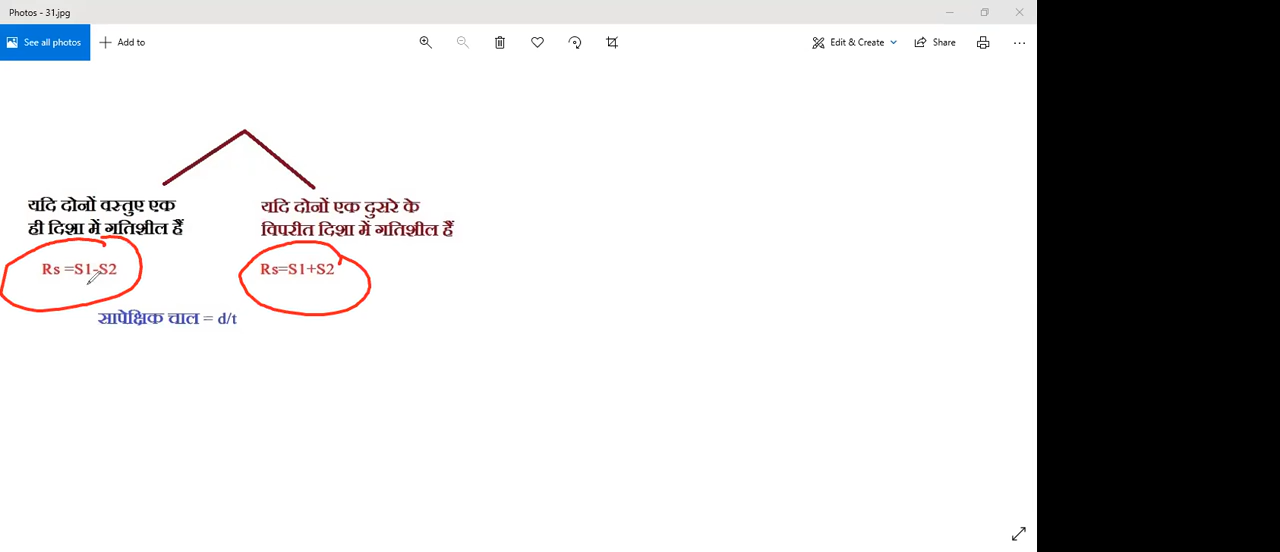 Photos - 31.jpg
See all photos
Add to
Edit & Create
Share
यदि दोनों वस्तुए एक
ही दिशा में गतिशील हैं
Rs =S1-S2
यदि दोनों एक दुसरे के
विपरीत दिशा में गतिशील हैं
Rs=S1+S2
सापेक्षिक चाल = d/t